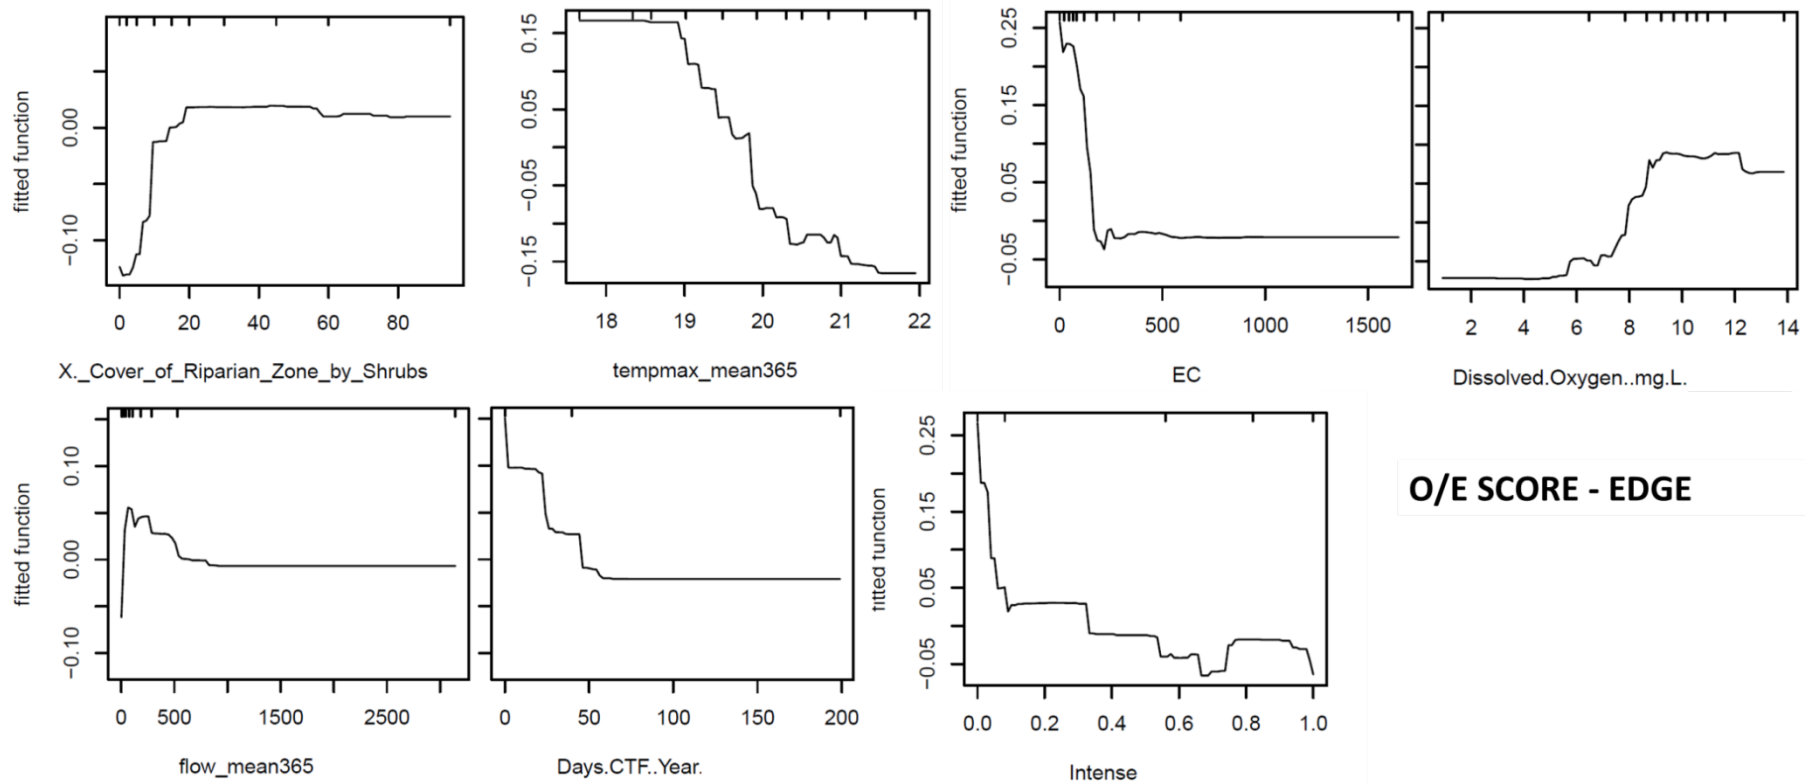 fitted function
0.00
−0.10
0 20 40 60 80
X._Cover_of_Riparian_Zone_by_Shrubs
0.15
0.05
−0.05
−0.15
18 19 20 21 22
tempmax_mean365
fitted function
0.25
0.15
0.05
−0.05
0 500 1000 1500
EC
2 4 6 8 10 12 14
Dissolved.Oxygen..mg.L.
fitted function
0.10
0.00
−0.10
0 500 1500 2500
flow_mean365
0 50 100 150 200
Days.CTF..Year.
fitted function
0.25
0.15
0.05
−0.05
0.0 0.2 0.4 0.6 0.8 1.0
Intense
O/E SCORE - EDGE